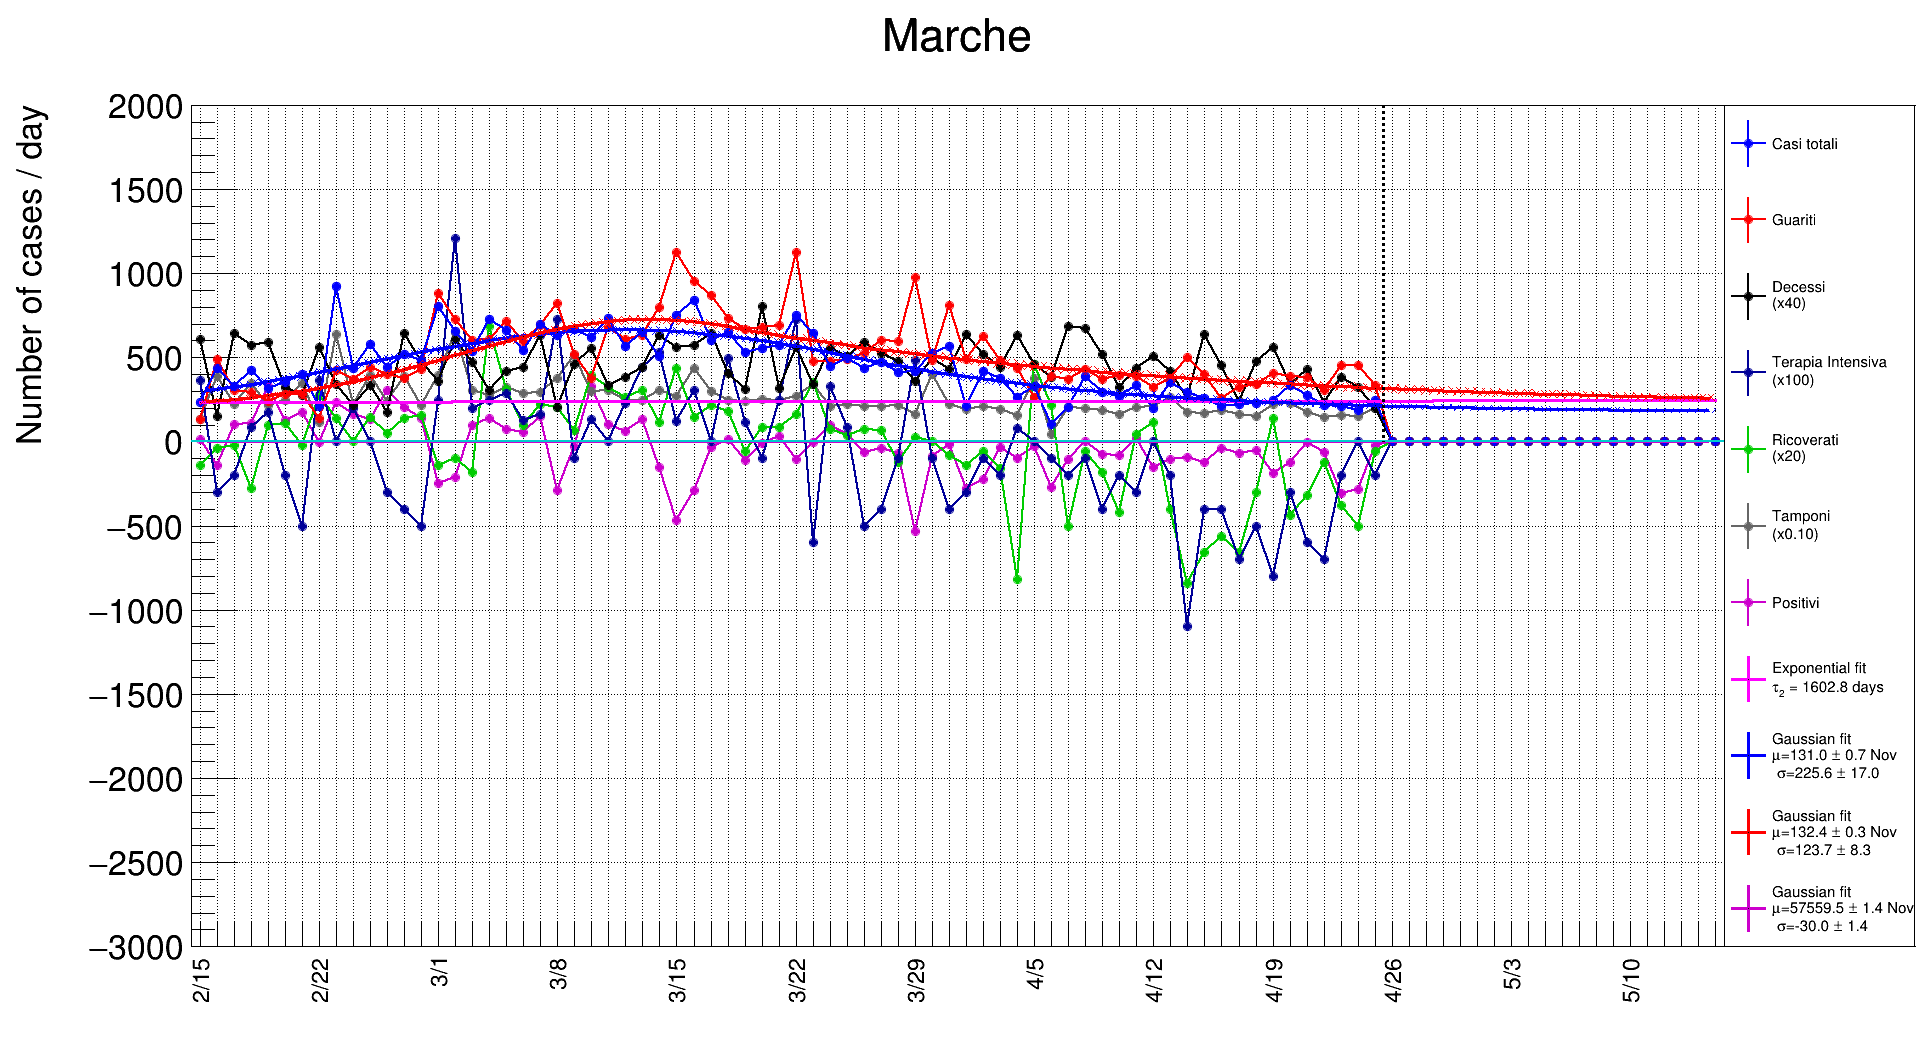 Marche
Number of cases / day
2000
1500
1000
500
0
−500
−1000
−1500
−2000
−2500
−3000
2/15
2/22
3/1
3/8
3/15
3/22
3/29
4/5
4/12
4/19
4/26
5/3
5/10
Casi totali
Guariti
Decessi
(x40)
Terapia Intensiva
(x100)
Ricoverati
(x20)
Tamponi
(x0.10)
Positivi
Exponential fit
τ₂ = 1602.8 days
Gaussian fit
μ=131.0 ± 0.7 Nov
σ=225.6 ± 17.0
Gaussian fit
μ=132.4 ± 0.3 Nov
σ=123.7 ± 8.3
Gaussian fit
μ=57559.5 ± 1.4 Nov
σ=-30.0 ± 1.4